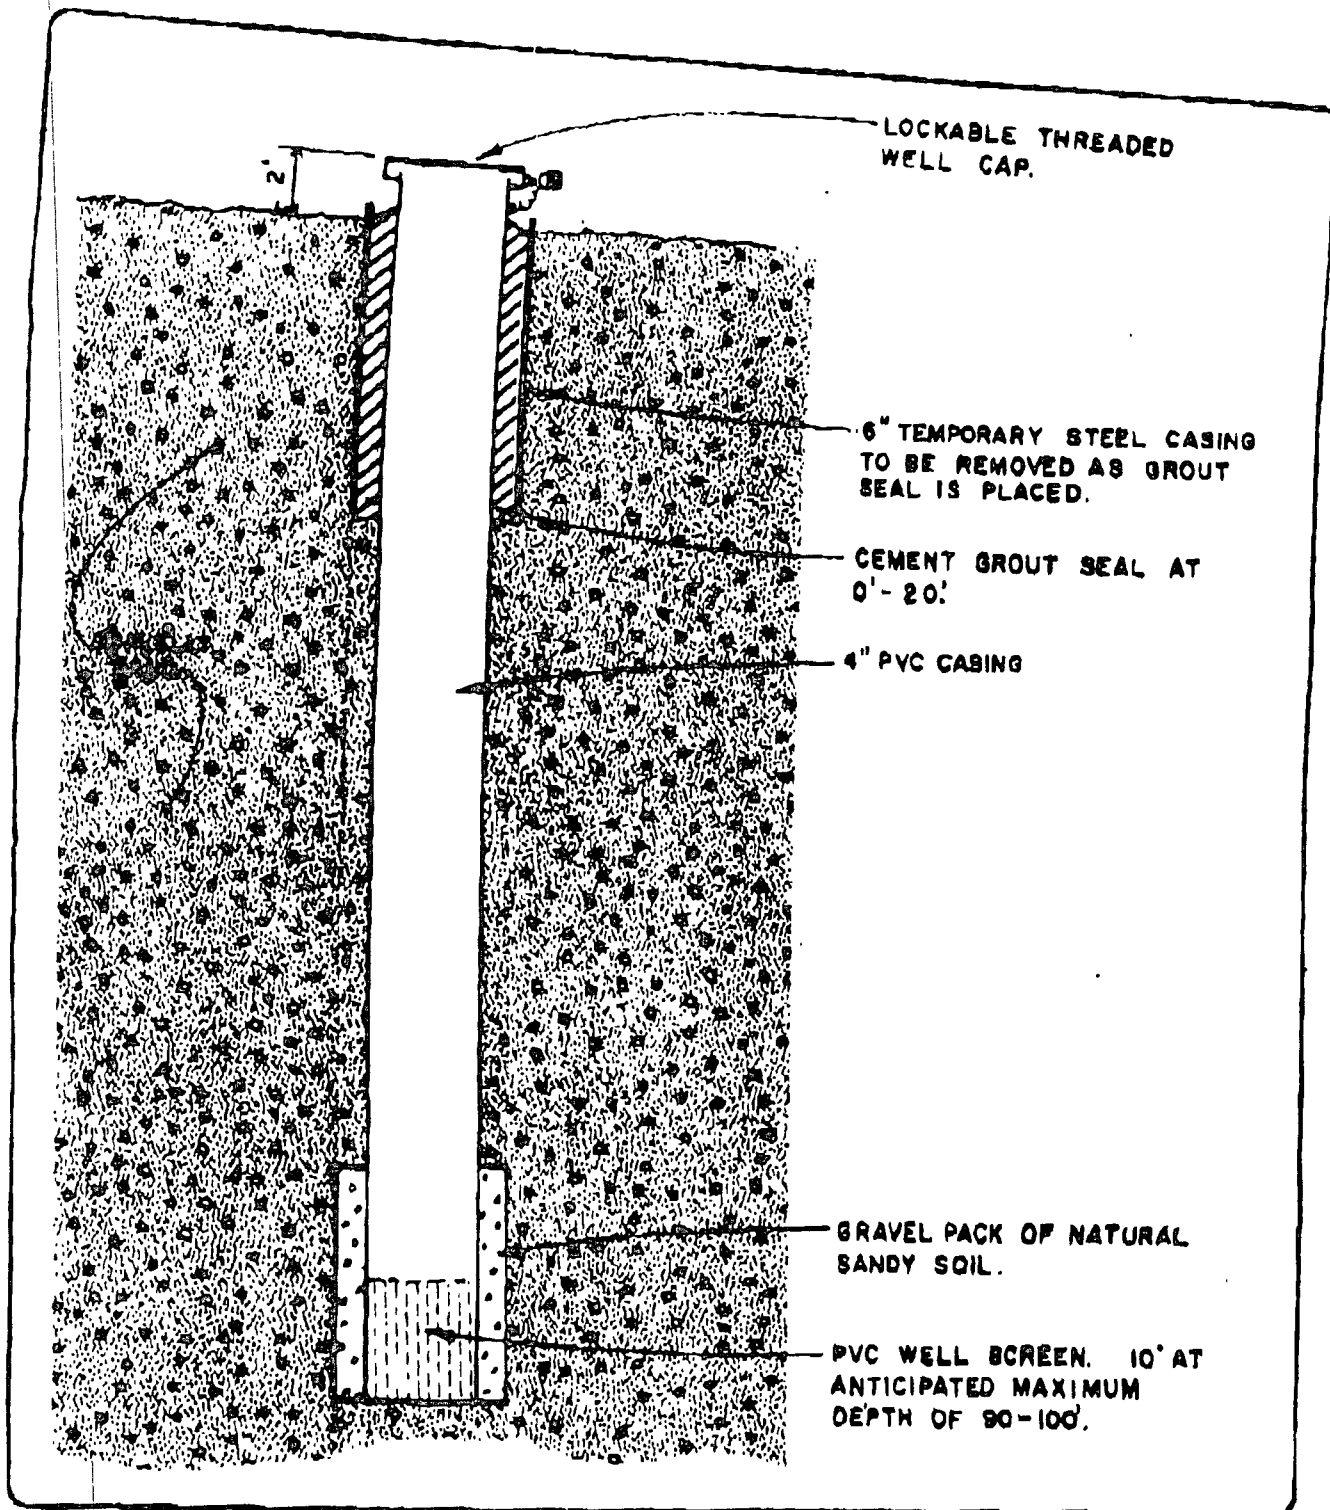 LOCKABLE THREADED
WELL CAP.
2'
6" TEMPORARY STEEL CASING
TO BE REMOVED AS GROUT
SEAL IS PLACED.
CEMENT GROUT SEAL AT
0'-20'.
4" PVC CASING
GRAVEL PACK OF NATURAL
SANDY SOIL.
PVC WELL SCREEN. 10' AT
ANTICIPATED MAXIMUM
DEPTH OF 90-100'.